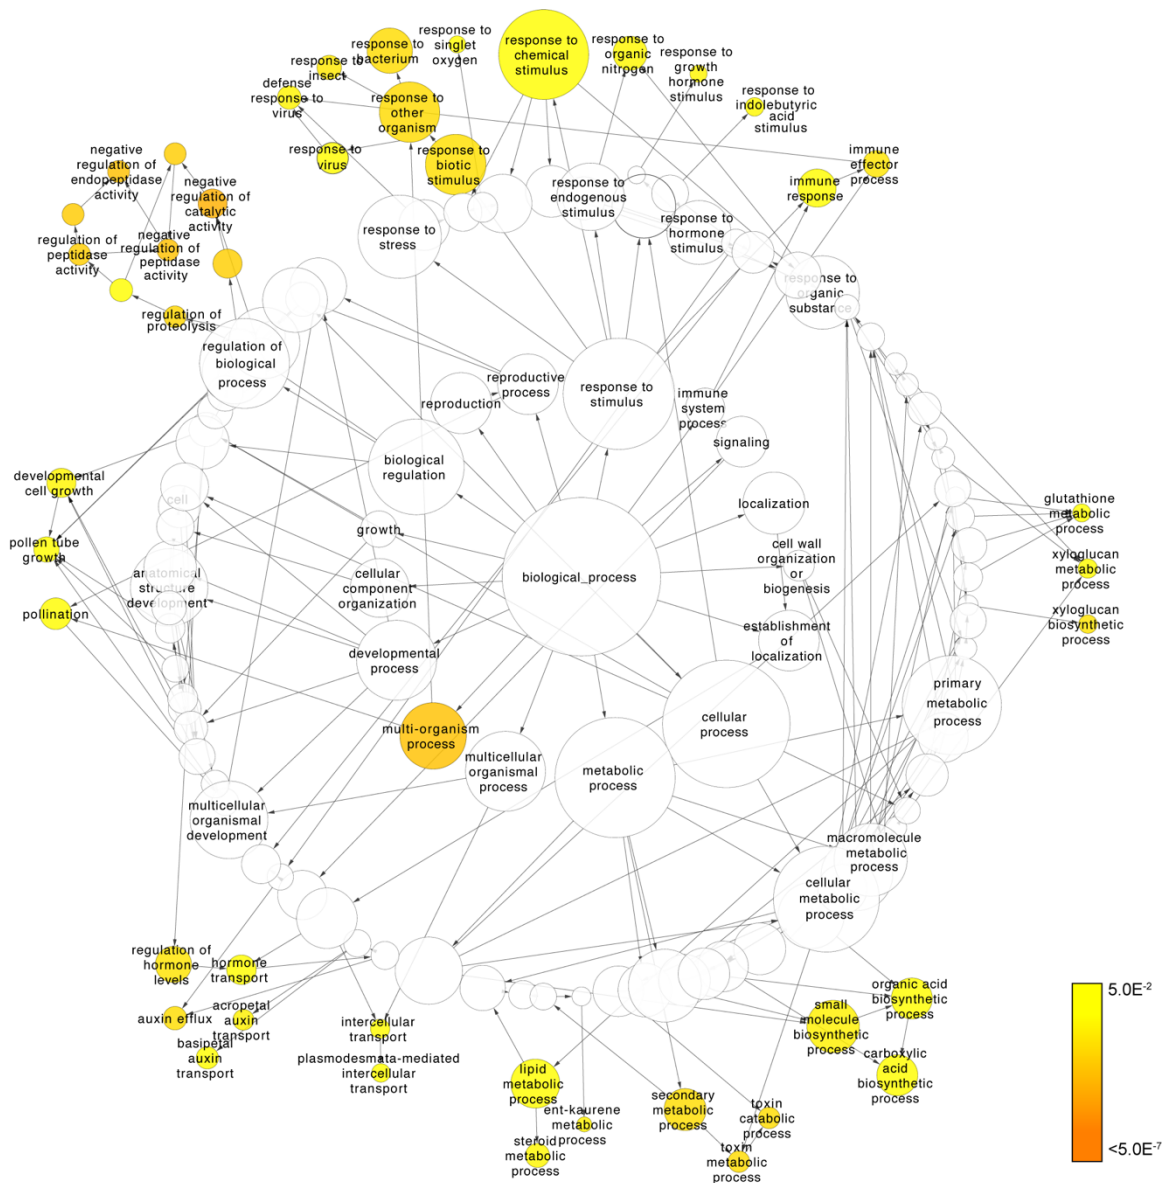 response to
singlet
oxygen
response to
bacterium
response to
insect
response to
chemical
stimulus
response to
organic
nitrogen
response to
growth
hormone
stimulus
defense
response to
virus
response to
other
organism
response to
indolebutyric
acid
stimulus
response to
virus
response to
biotic
stimulus
immune
effector
process
immune
response
negative
regulation of
endopeptidase
activity
negative
regulation of
catalytic
activity
regulation of
peptidase
activity
negative
regulation of
peptidase activity
regulation of
proteolysis
response to
stress
response to
endogenous
stimulus
response to
hormone
stimulus
response to
organic
substance
regulation of
biological
process
reproduction
reproductive
process
response to
stimulus
immune
system
process
signaling
biological
regulation
developmental
cell growth
cell
localization
glutathione
metabolic
process
pollen tube
growth
growth
cell wall
organization
or
biogenesis
xyloglucan
metabolic
process
anatomical
structure
development
cellular
component
organization
biological_process
pollination
establishment
of
localization
xyloglucan
biosynthetic
process
developmental
process
primary
metabolic
process
multi-organism
process
cellular
process
multicellular
organismal
process
metabolic
process
multicellular
organismal
development
macromolecule
metabolic
process
cellular
metabolic
process
regulation of
hormone
levels
hormone
transport
auxin efflux
acropetal
auxin
transport
basipetal
auxin
transport
intercellular
transport
plasmodesmata-mediated
intercellular
transport
lipid
metabolic
process
ent-kaurene
metabolic
process
steroid
metabolic
process
secondary
metabolic
process
toxin
catabolic
process
toxin
metabolic
process
small
molecule
biosynthetic
process
organic acid
biosynthetic
process
carboxylic
acid
biosynthetic
process
5.0E-2
<5.0E-7